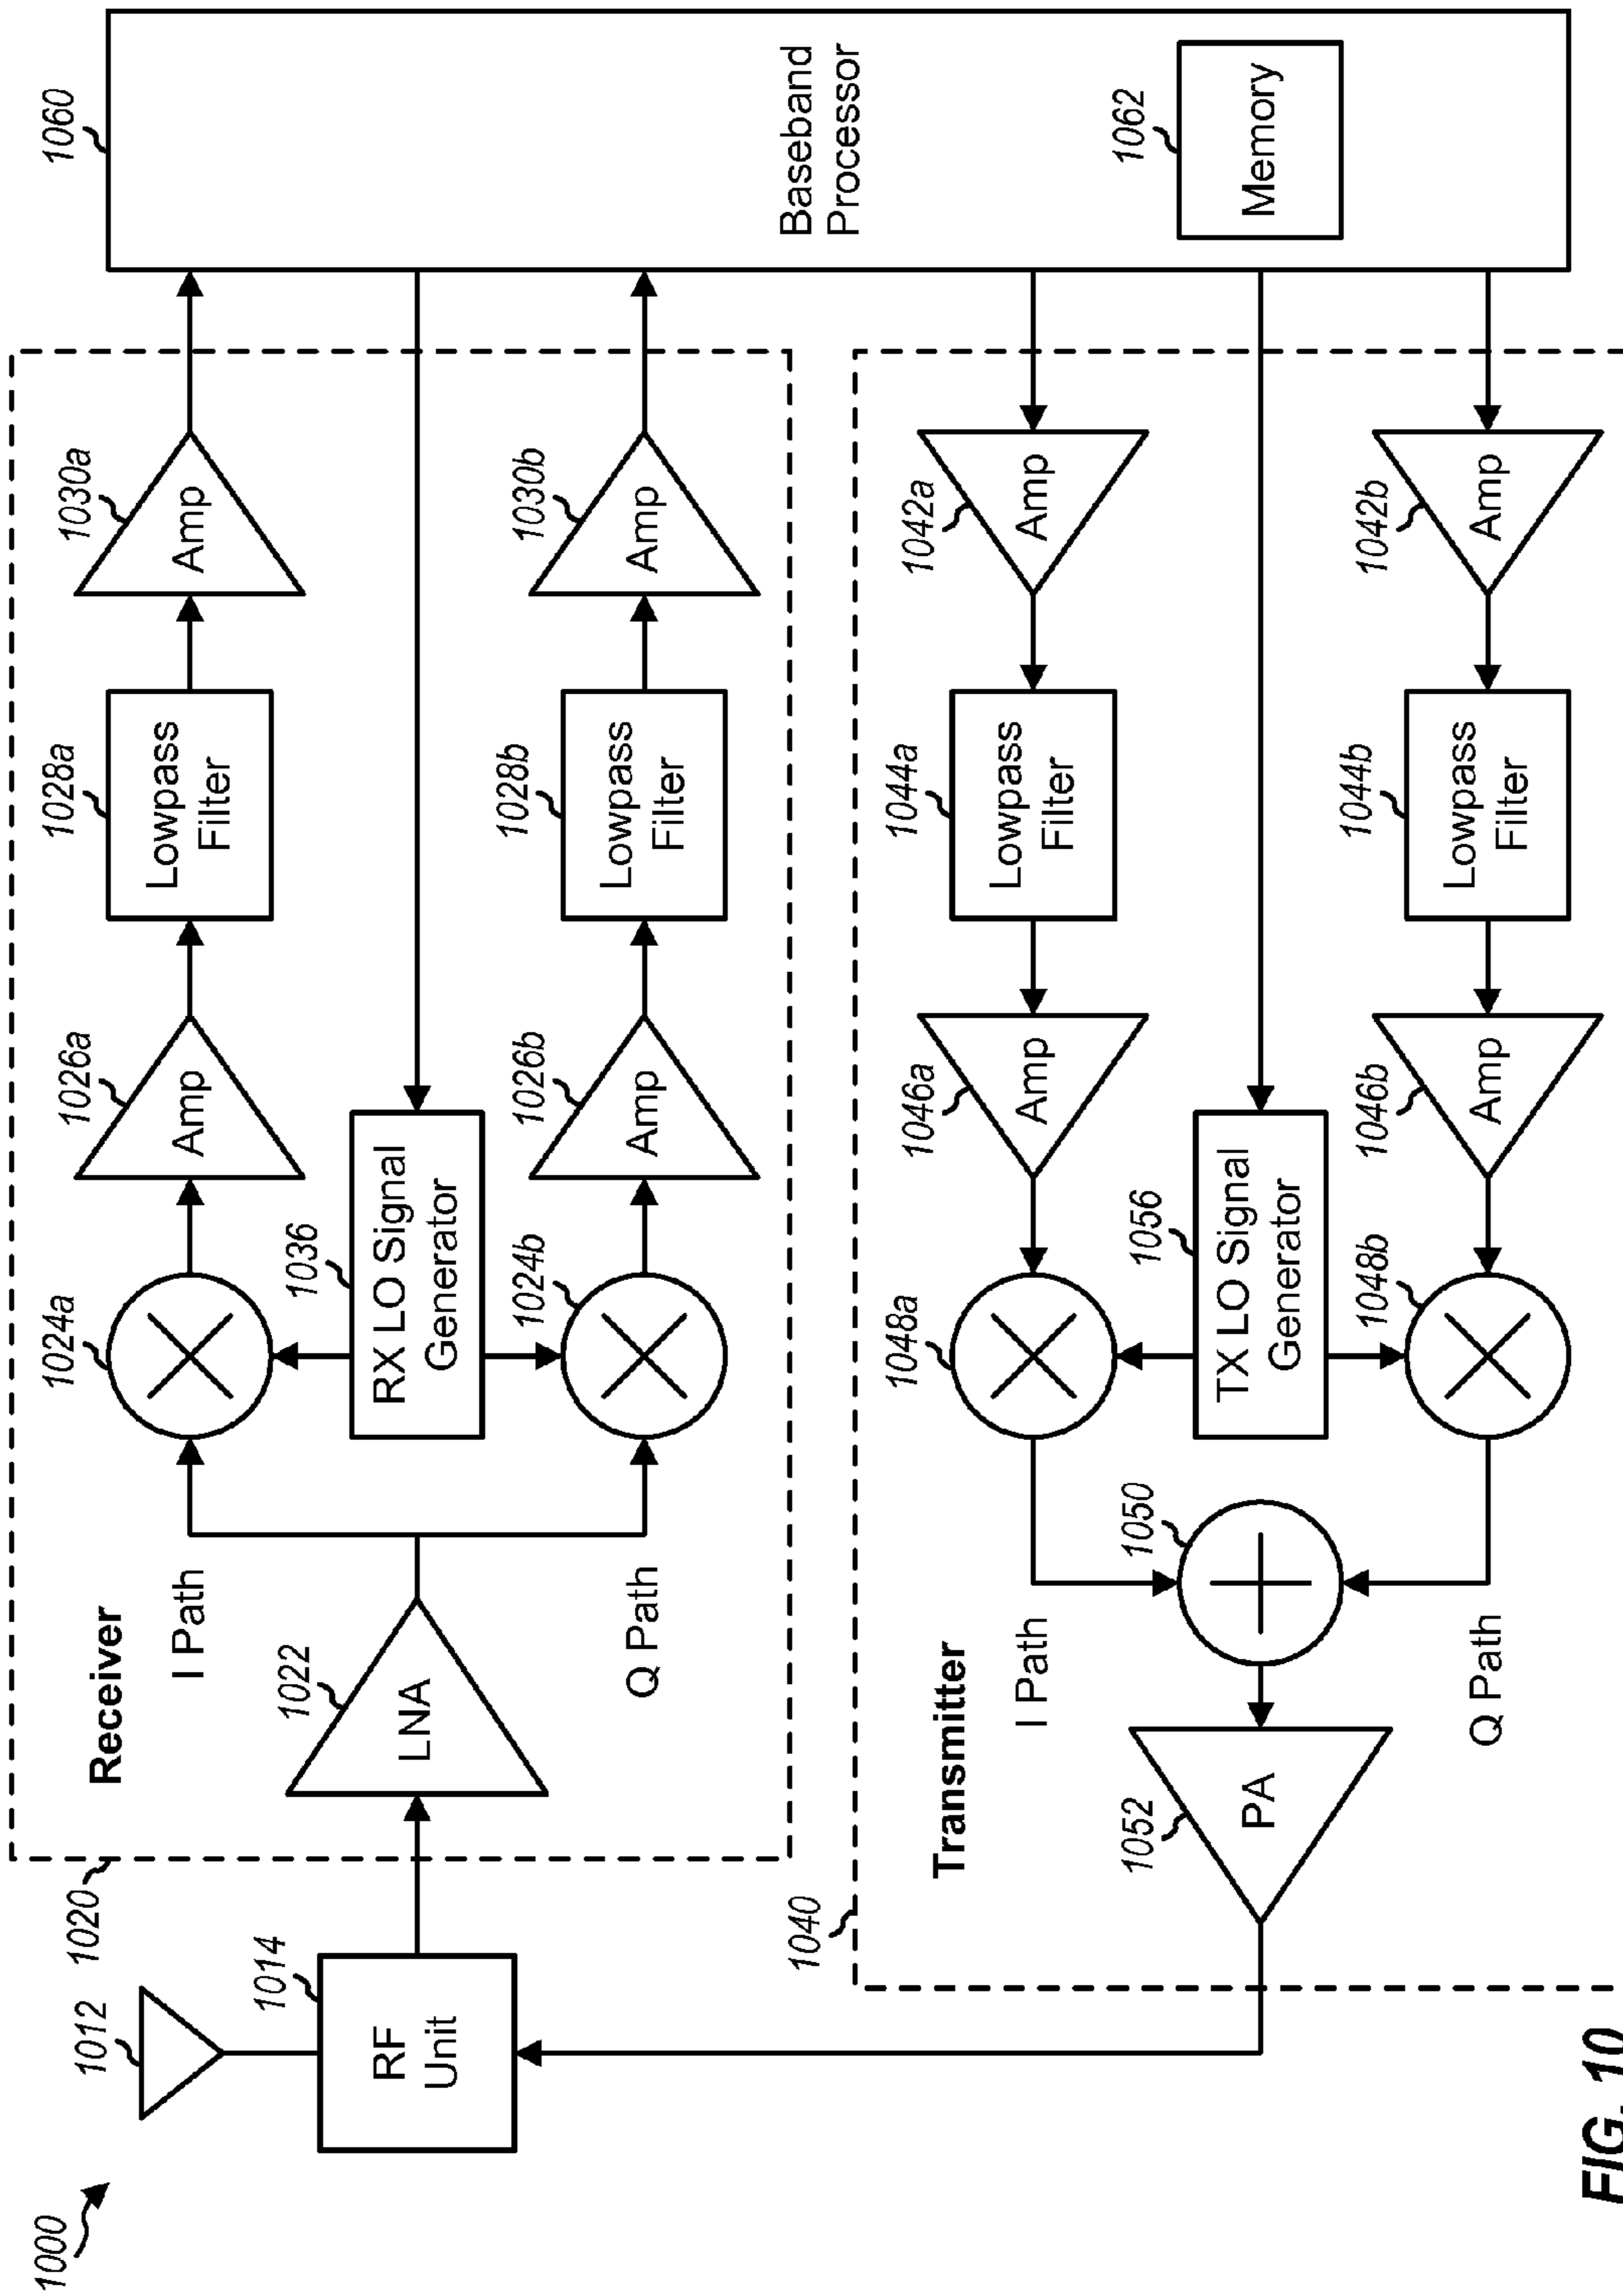 1000
1012
1014
RF
Unit
1020
Receiver
1022
LNA
I Path
Q Path
1024a
1036
RX LO Signal
Generator
1024b
1026a
Amp
1026b
Amp
1028a
Lowpass
Filter
1028b
Lowpass
Filter
1030a
Amp
1030b
Amp
1060
Baseband
Processor
1062
Memory
1040
Transmitter
1052
PA
I Path
Q Path
1050
1048a
1056
TX LO Signal
Generator
1048b
1046a
Amp
1046b
Amp
1044a
Lowpass
Filter
1044b
Lowpass
Filter
1042a
Amp
1042b
Amp
FIG. 10